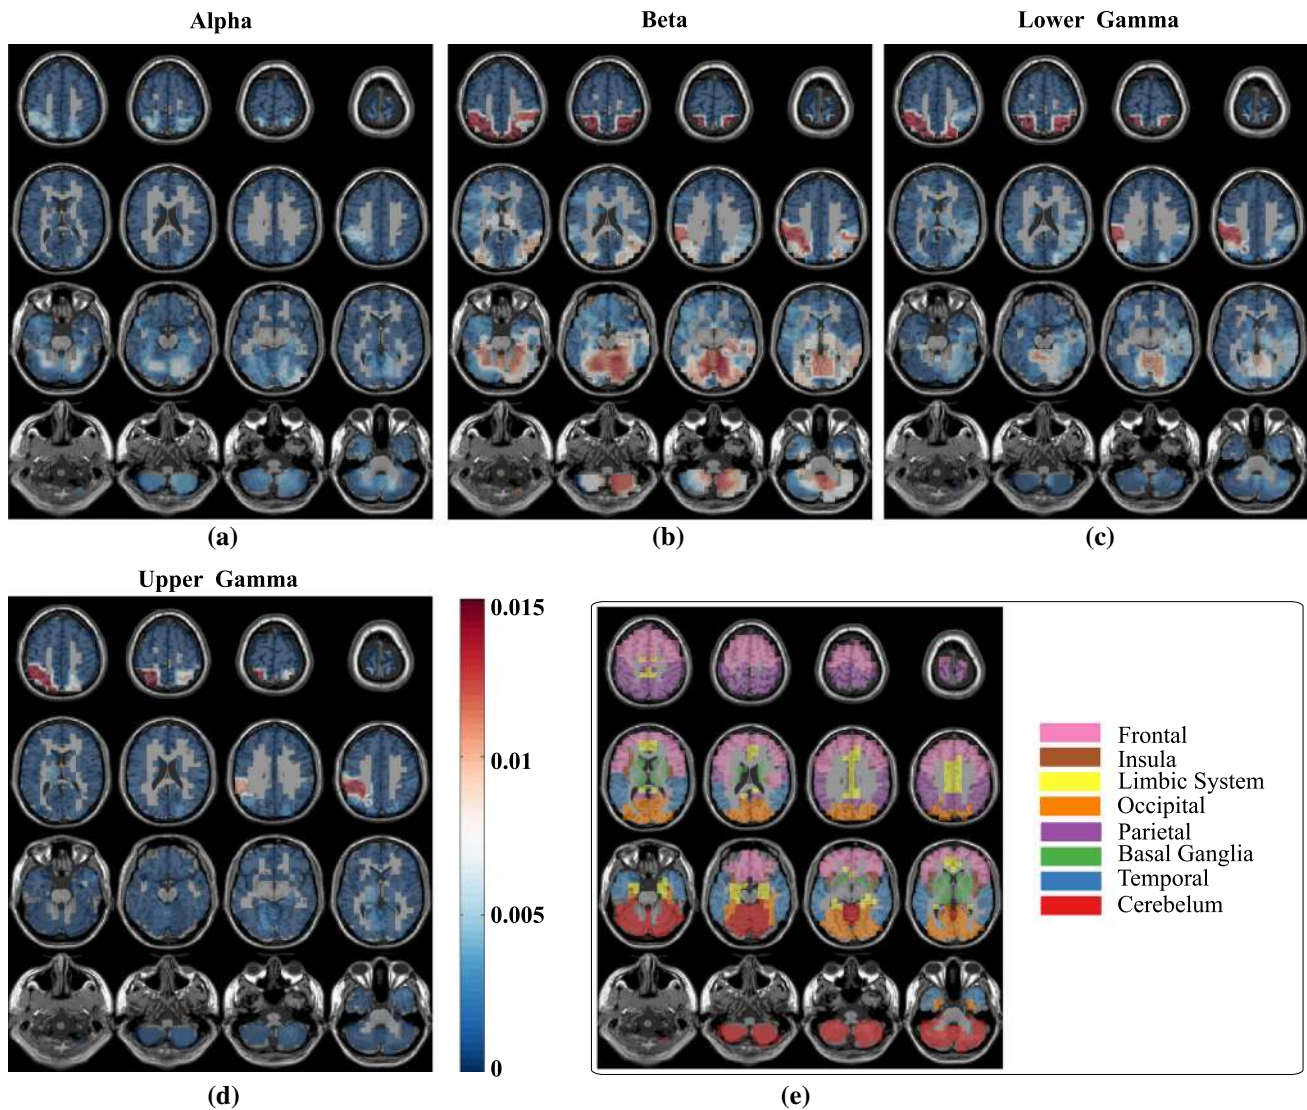 Alpha
Beta
Lower Gamma
(a)
(b)
(c)
Upper Gamma
0.015
0.01
0.005
0
Frontal
Insula
Limbic System
Occipital
Parietal
Basal Ganglia
Temporal
Cerebelum
(d)
(e)